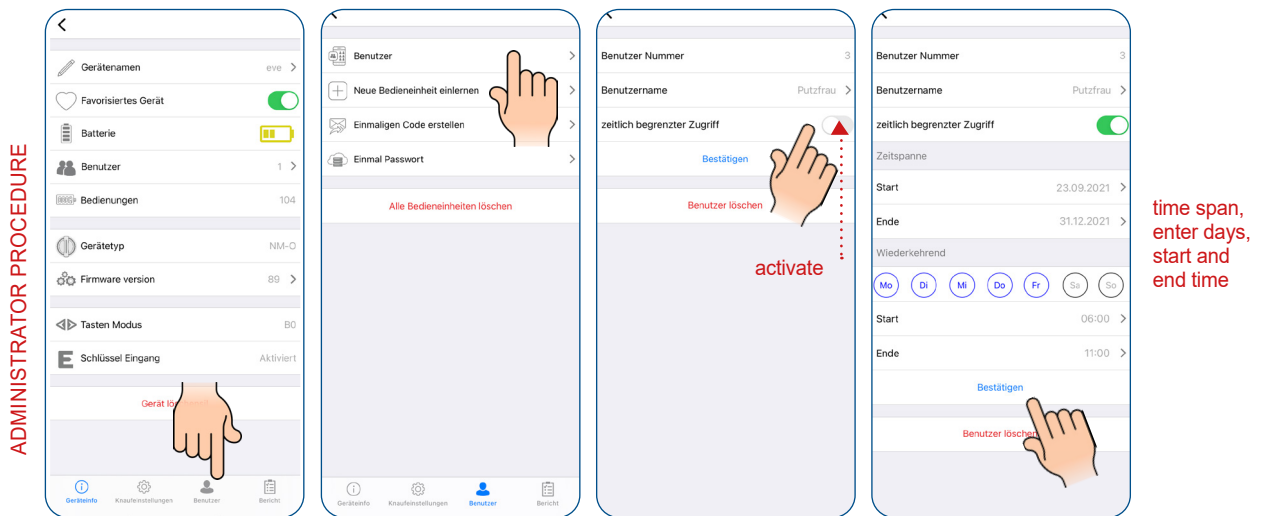 ADMINISTRATOR PROCEDURE
Gerätenamen eve
Favorisiertes Gerät
Batterie
Benutzer 1
Bedienungen 104
Gerätetyp NM-O
Firmware version 89
Tasten Modus B0
E Schlüssel Eingang Aktiviert
Gerät
Geräteinfo Knaufeinstellungen Benutzer Bericht
Benutzer
Neue Bedieneinheit einlernen
Einmaligen Code erstellen
Einmal Passwort
Alle Bedieneinheiten löschen
Geräteinfo Knaufeinstellungen Benutzer Bericht
Benutzer Nummer 3
Benutzername Putzfrau
zeitlich begrenzter Zugriff
Bestätigen
Benutzer löschen
activate
Benutzer Nummer 3
Benutzername Putzfrau
zeitlich begrenzter Zugriff
Zeitspanne
Start 23.09.2021
Ende 31.12.2021
Wiederkehrend
Mo Di Mi Do Fr Sa So
Start 06:00
Ende 11:00
Bestätigen
Benutzer löschen
time span,
enter days,
start and
end time